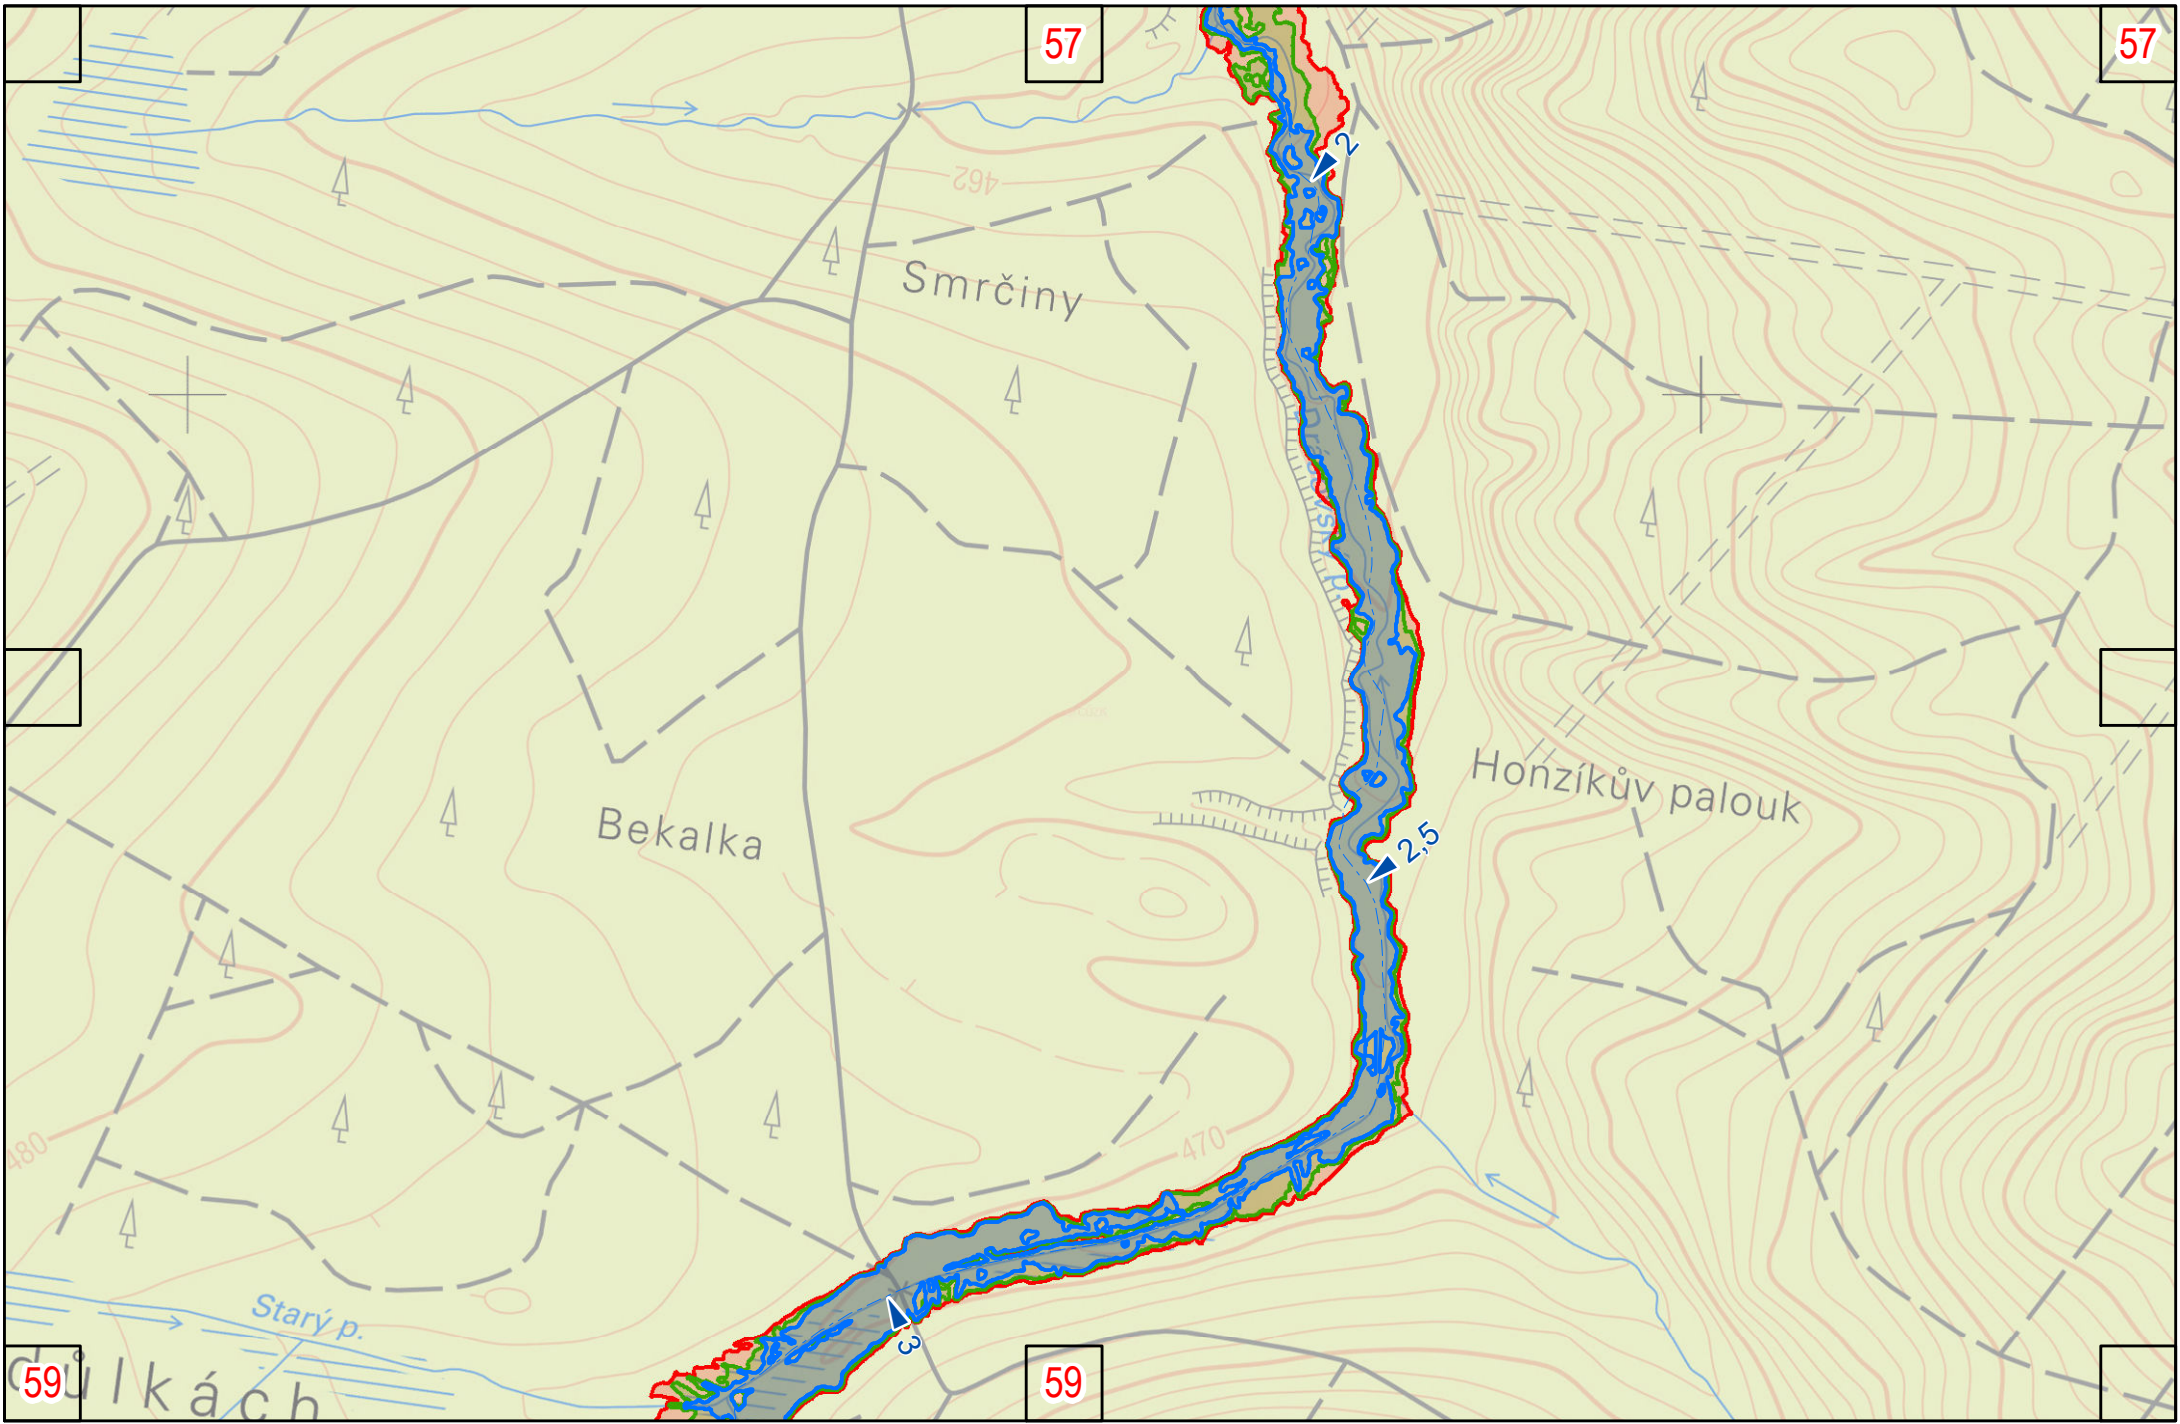 57
57
2
462
Smrčiny
p.
Honzíkův palouk
Bekalka
2,5
480
470
Starý p.
3
59
důlkách
59